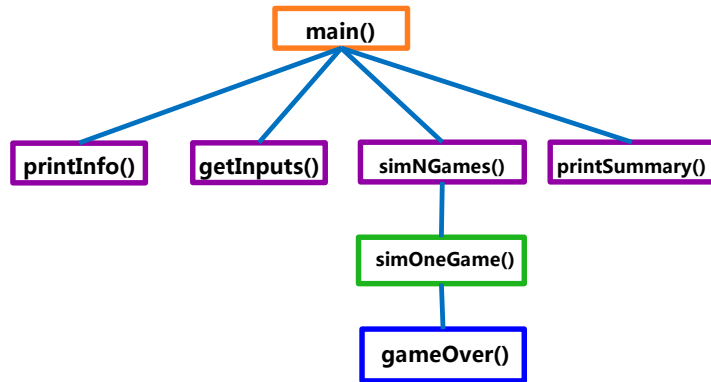 main()
printInfo()
getInputs()
simNGames()
printSummary()
simOneGame()
gameOver()